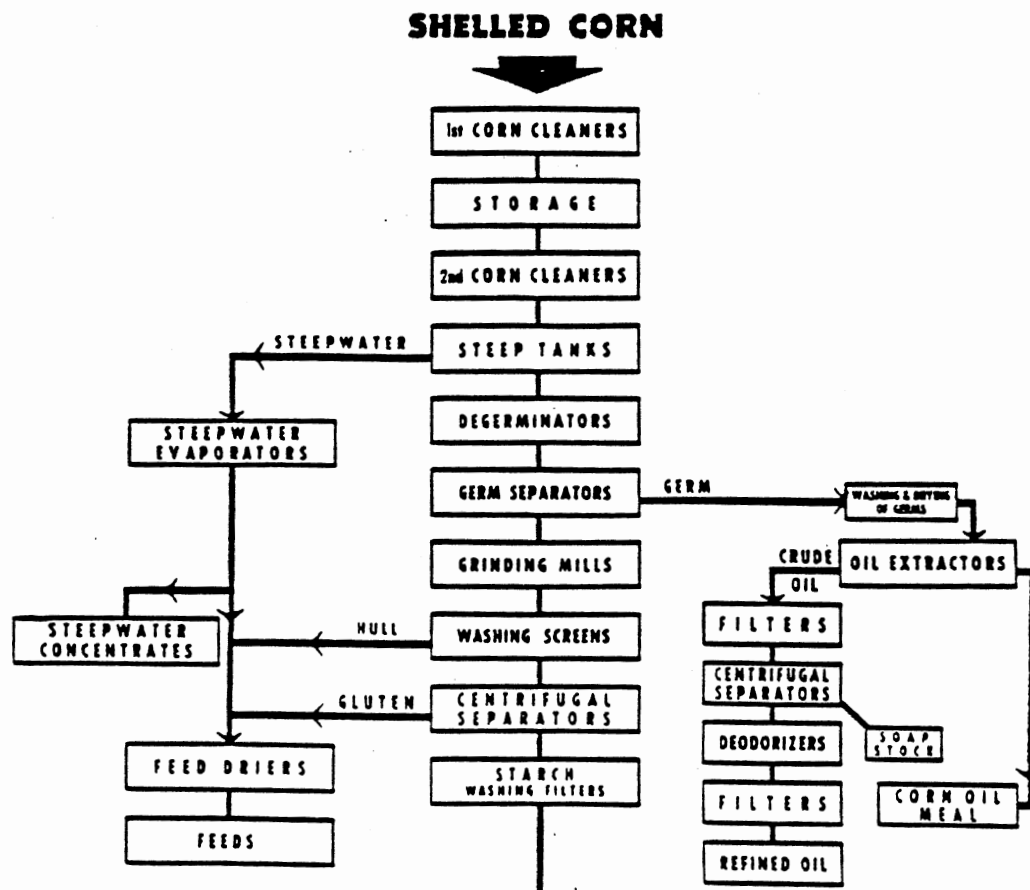 SHELLED CORN
1st CORN CLEANERS
STORAGE
2nd CORN CLEANERS
STEEPWATER
STEEP TANKS
DEGERMINATORS
STEEPWATER
EVAPORATORS
GERM SEPARATORS
GERM
WASHING & DRYING
OF GERMS
GRINDING MILLS
CRUDE
OIL
OIL EXTRACTORS
STEEPWATER
CONCENTRATES
HULL
WASHING SCREENS
FILTERS
GLUTEN
CENTRIFUGAL
SEPARATORS
CENTRIFUGAL
SEPARATORS
SOAP
STOCK
FEED DRIERS
STARCH
WASHING FILTERS
DEODORIZERS
FILTERS
CORN OIL
MEAL
FEEDS
REFINED OIL